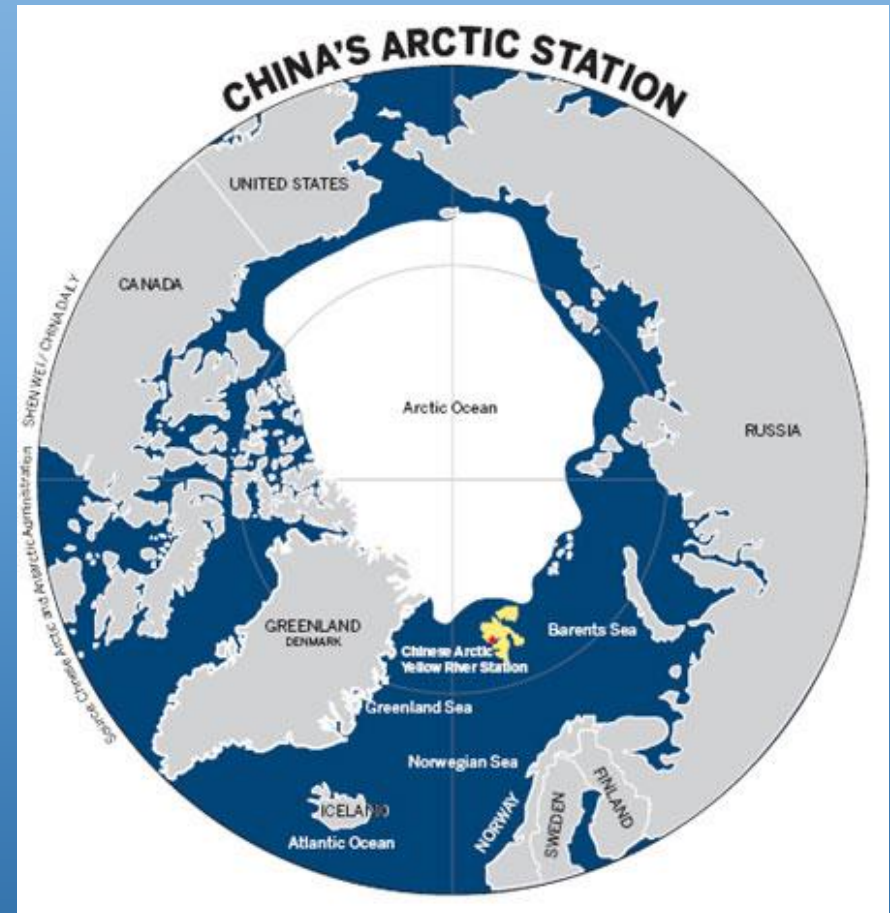 CHINA'S ARCTIC STATION
UNITED STATES
CANADA
Arctic Ocean
RUSSIA
GREENLAND
DENMARK
Chinese Arctic
Yellow River Station
Barents Sea
Greenland Sea
Norwegian Sea
ICELAND
Atlantic Ocean
NORWAY
SWEDEN
FINLAND
Source: Chinese Arctic and Antarctic Administration SHEN WEI / CHINA DAILY